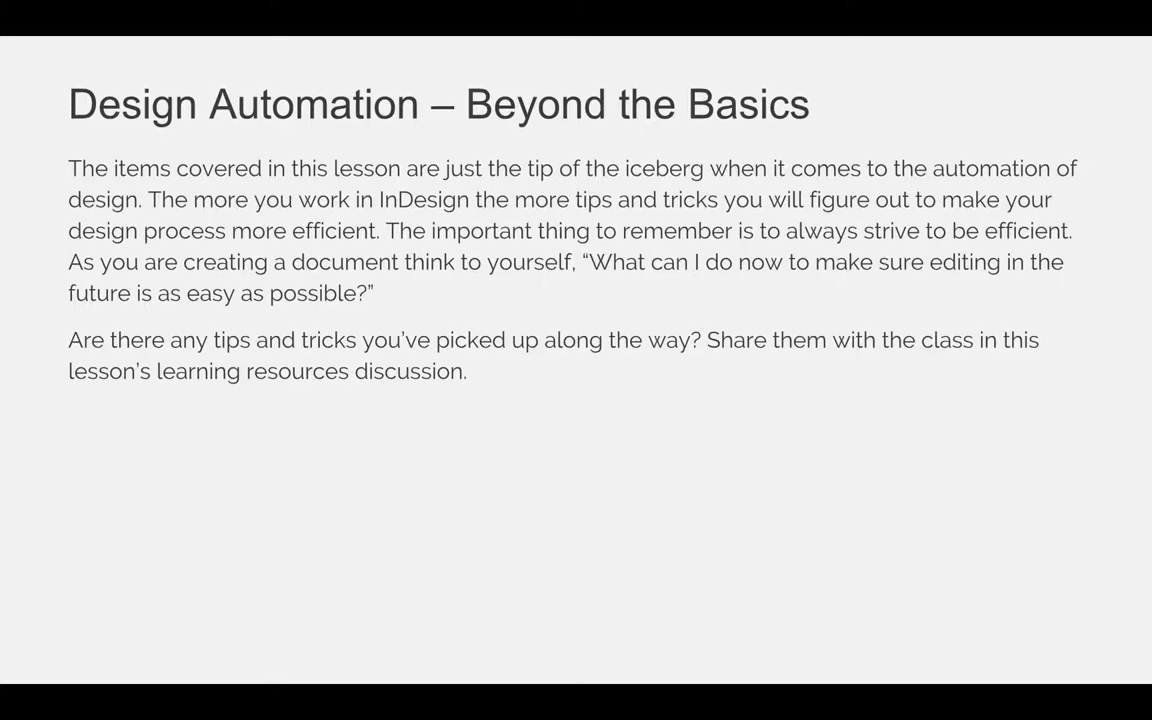 Design Automation – Beyond the Basics
The items covered in this lesson are just the tip of the iceberg when it comes to the automation of
design. The more you work in InDesign the more tips and tricks you will figure out to make your
design process more efficient. The important thing to remember is to always strive to be efficient.
As you are creating a document think to yourself, “What can I do now to make sure editing in the
future is as easy as possible?”
Are there any tips and tricks you’ve picked up along the way? Share them with the class in this
lesson’s learning resources discussion.